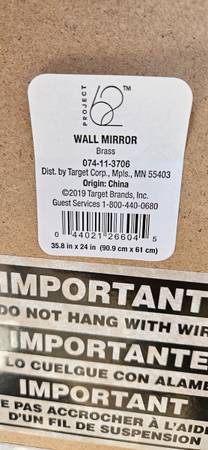 PROJECT 62™
WALL MIRROR
Brass
074-11-3706
Dist. by Target Corp., Mpls., MN 55403
Origin: China
©2019 Target Brands, Inc.
Guest Services 1-800-440-0680
0 44021 26604 5
35.8 in x 24 in (90.9 cm x 61 cm)
IMPORTANT
DO NOT HANG WITH WIR
IMPORTANTE
LO CUELGUE CON ALAMB
IMPORTANT
E PAS ACCROCHER À L'AIDE
D'UN FIL DE SUSPENSION